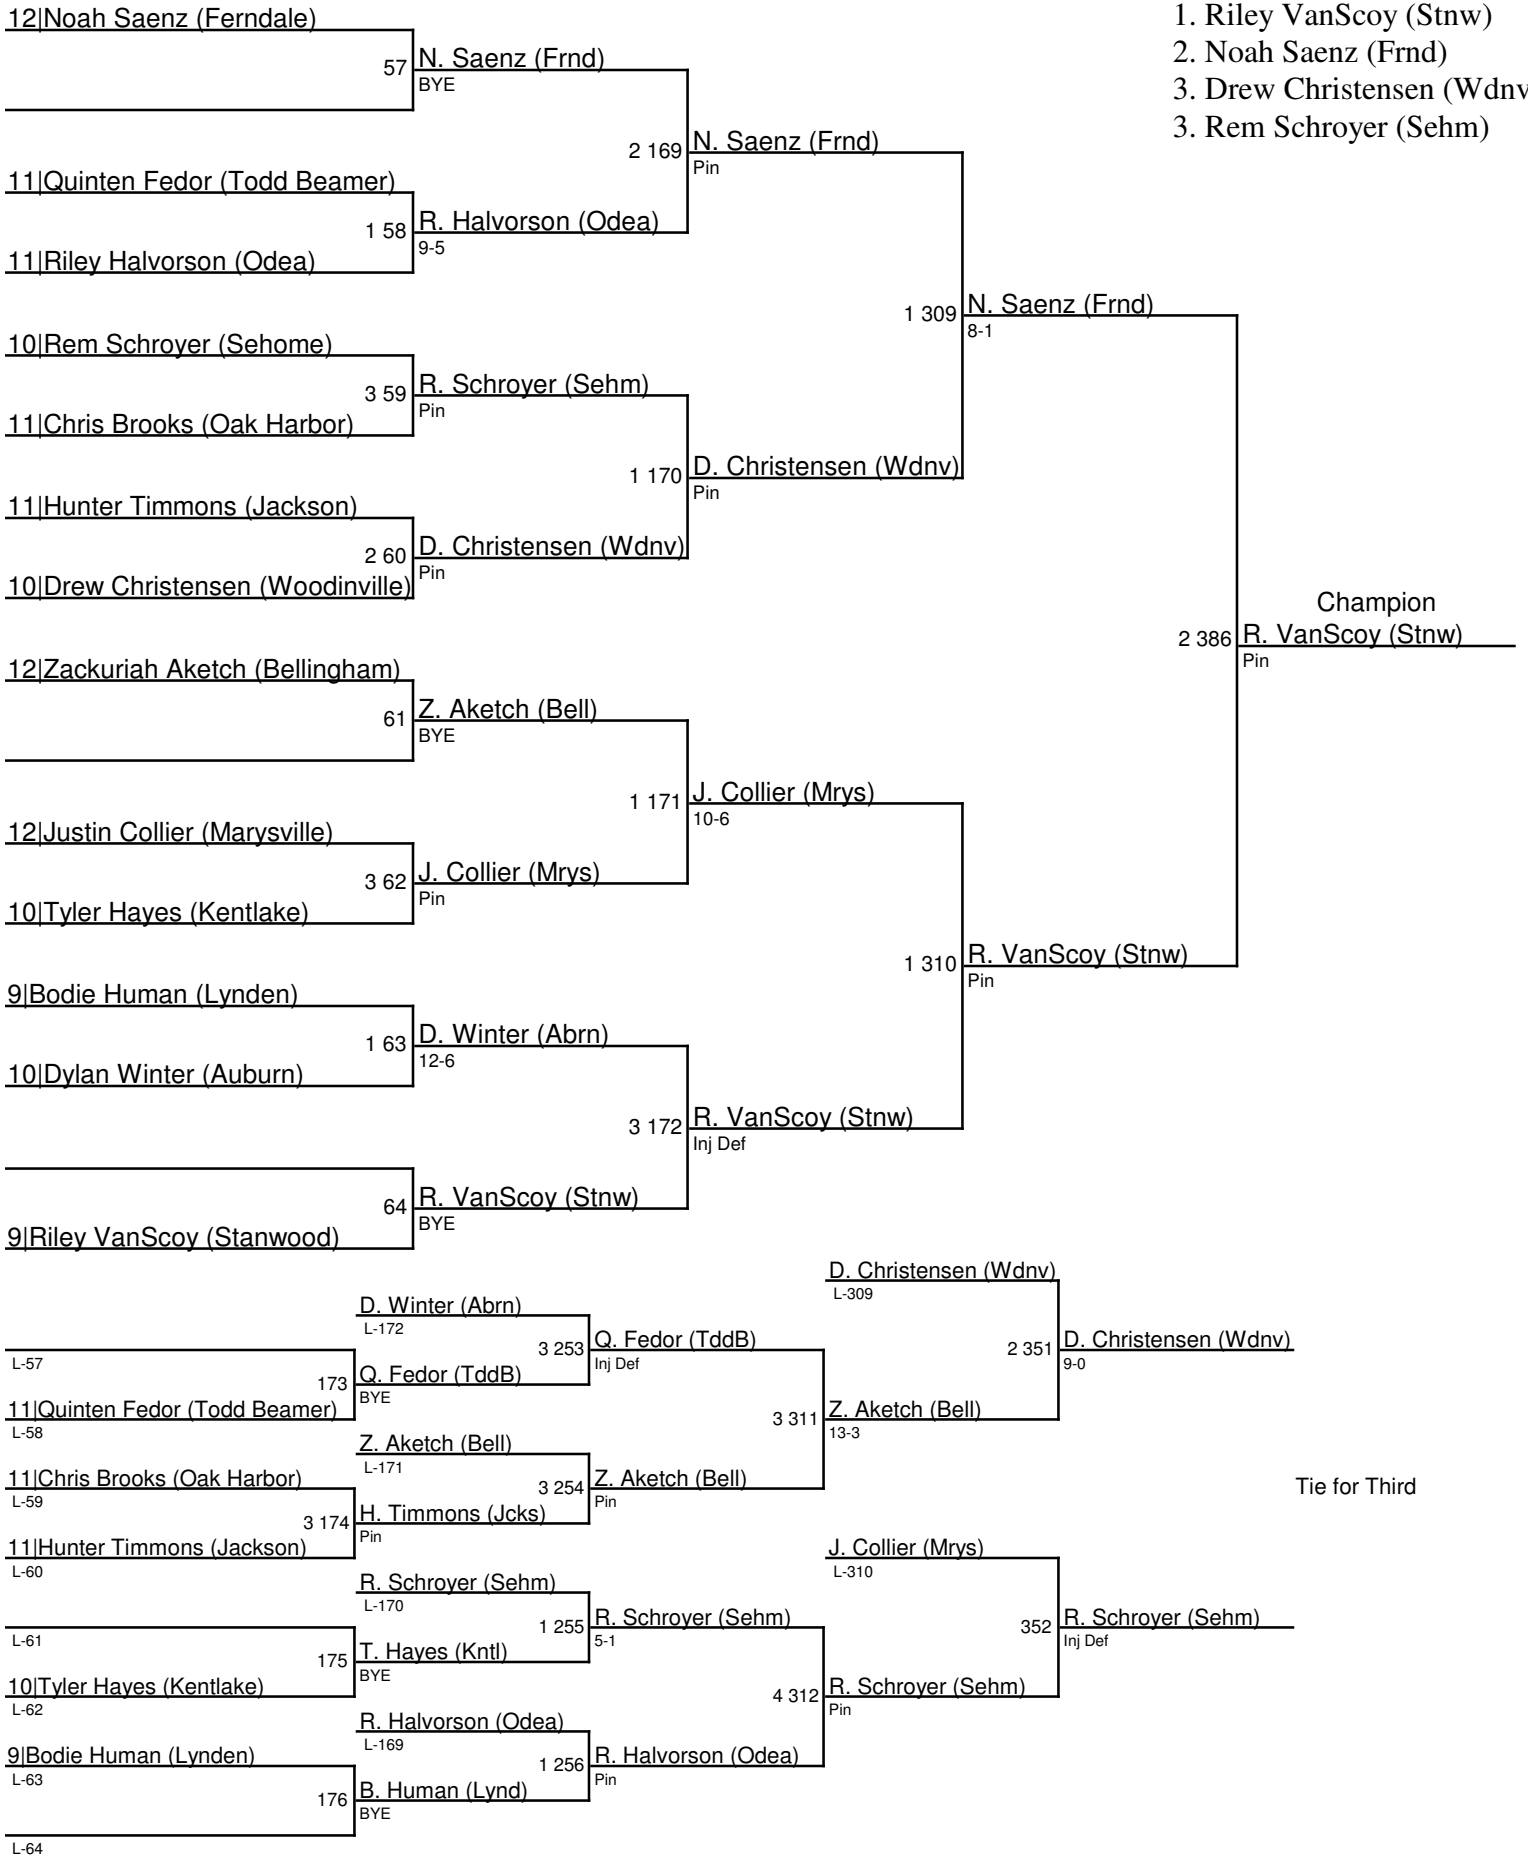 12|Noah Saenz (Ferndale)
57
N. Saenz (Frnd)
BYE
2 169
N. Saenz (Frnd)
Pin
11|Quinten Fedor (Todd Beamer)
1 58
R. Halvorson (Odea)
9-5
11|Riley Halvorson (Odea)
1 309
N. Saenz (Frnd)
8-1
10|Rem Schroyer (Sehome)
3 59
R. Schroyer (Sehm)
Pin
11|Chris Brooks (Oak Harbor)
1 170
D. Christensen (Wdnv)
Pin
11|Hunter Timmons (Jackson)
2 60
D. Christensen (Wdnv)
Pin
10|Drew Christensen (Woodinville)
Champion
2 386
R. VanScoy (Stnw)
Pin
12|Zackuriah Aketch (Bellingham)
61
Z. Aketch (Bell)
BYE
1 171
J. Collier (Mrys)
10-6
12|Justin Collier (Marysville)
3 62
J. Collier (Mrys)
Pin
10|Tyler Hayes (Kentlake)
1 310
R. VanScoy (Stnw)
Pin
9|Bodie Human (Lynden)
1 63
D. Winter (Abrn)
12-6
10|Dylan Winter (Auburn)
3 172
R. VanScoy (Stnw)
Inj Def
64
R. VanScoy (Stnw)
BYE
9|Riley VanScoy (Stanwood)
1. Riley VanScoy (Stnw)
2. Noah Saenz (Frnd)
3. Drew Christensen (Wdnv
3. Rem Schroyer (Sehm)
D. Christensen (Wdnv)
L-309
D. Winter (Abrn)
L-172
3 253
Q. Fedor (TddB)
Inj Def
2 351
D. Christensen (Wdnv)
9-0
L-57
173
Q. Fedor (TddB)
BYE
11|Quinten Fedor (Todd Beamer)
L-58
3 311
Z. Aketch (Bell)
13-3
Z. Aketch (Bell)
L-171
11|Chris Brooks (Oak Harbor)
L-59
3 254
Z. Aketch (Bell)
Pin
Tie for Third
3 174
H. Timmons (Jcks)
Pin
11|Hunter Timmons (Jackson)
L-60
J. Collier (Mrys)
L-310
R. Schroyer (Sehm)
L-170
1 255
R. Schroyer (Sehm)
5-1
352
R. Schroyer (Sehm)
Inj Def
L-61
175
T. Hayes (Kntl)
BYE
10|Tyler Hayes (Kentlake)
L-62
4 312
R. Schroyer (Sehm)
Pin
R. Halvorson (Odea)
L-169
9|Bodie Human (Lynden)
L-63
1 256
R. Halvorson (Odea)
Pin
176
B. Human (Lynd)
BYE
L-64